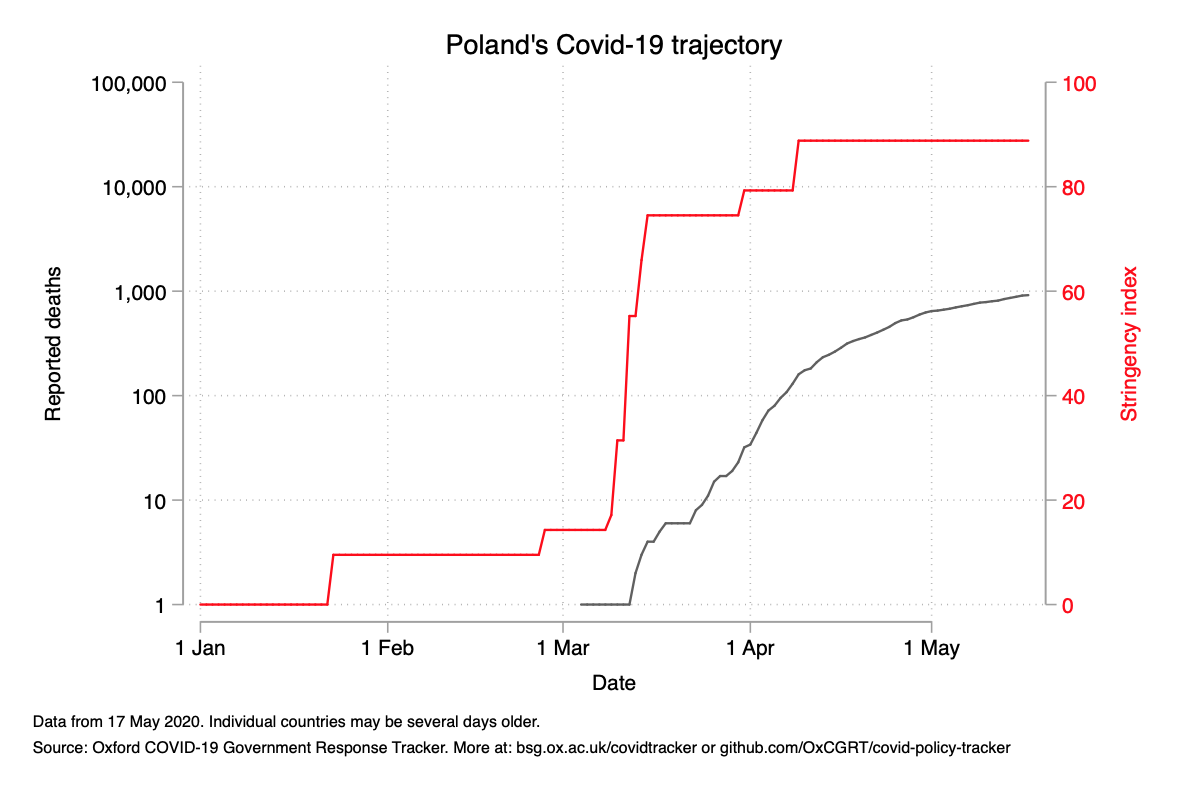 Poland's Covid-19 trajectory
100,000
10,000
1,000
100
10
1
Reported deaths
100
80
60
40
20
0
Stringency index
1 Jan
1 Feb
1 Mar
1 Apr
1 May
Date
Data from 17 May 2020. Individual countries may be several days older.
Source: Oxford COVID-19 Government Response Tracker. More at: bsg.ox.ac.uk/covidtracker or github.com/OxCGRT/covid-policy-tracker